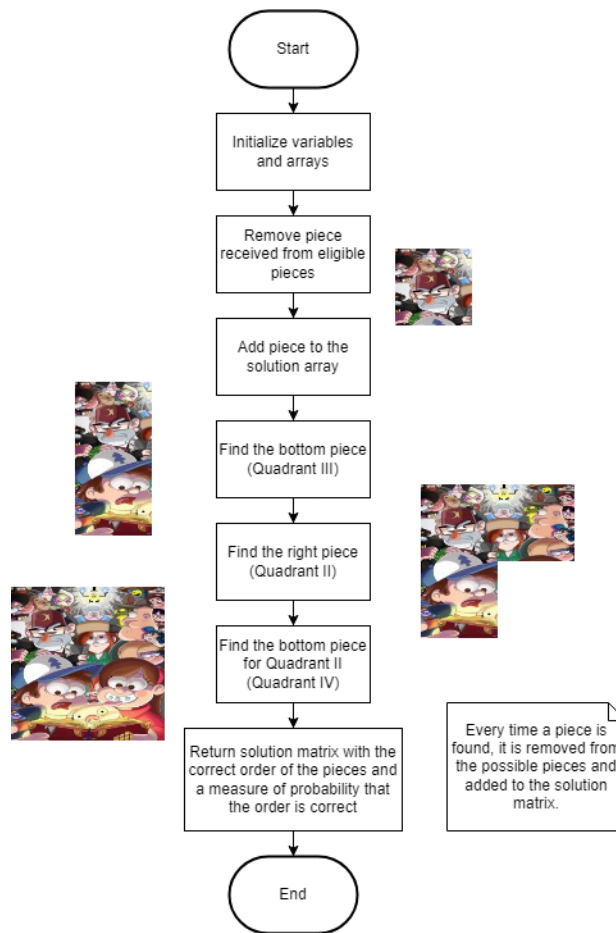 Start
Initialize variables
and arrays
Remove piece
received from eligible
pieces
Add piece to the
solution array
Find the bottom piece
(Quadrant III)
Find the right piece
(Quadrant II)
Find the bottom piece
for Quadrant II
(Quadrant IV)
Return solution matrix with the
correct order of the pieces and
a measure of probability that
the order is correct
Every time a piece is
found, it is removed from
the possible pieces and
added to the solution
matrix.
End